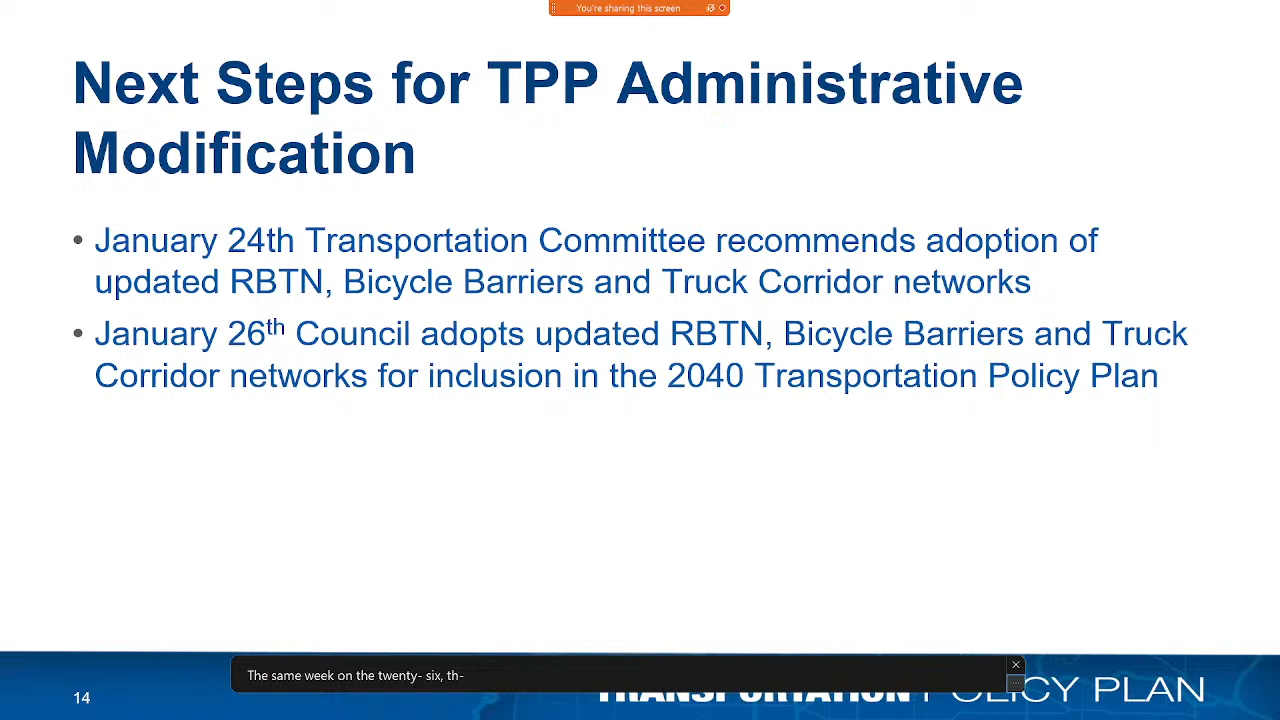 You're sharing this screen
Next Steps for TPP Administrative
Modification
• January 24th Transportation Committee recommends adoption of
updated RBTN, Bicycle Barriers and Truck Corridor networks
• January 26th Council adopts updated RBTN, Bicycle Barriers and Truck
Corridor networks for inclusion in the 2040 Transportation Policy Plan
The same week on the twenty- six, th-
14
TRANSPORTATION POLICY PLAN